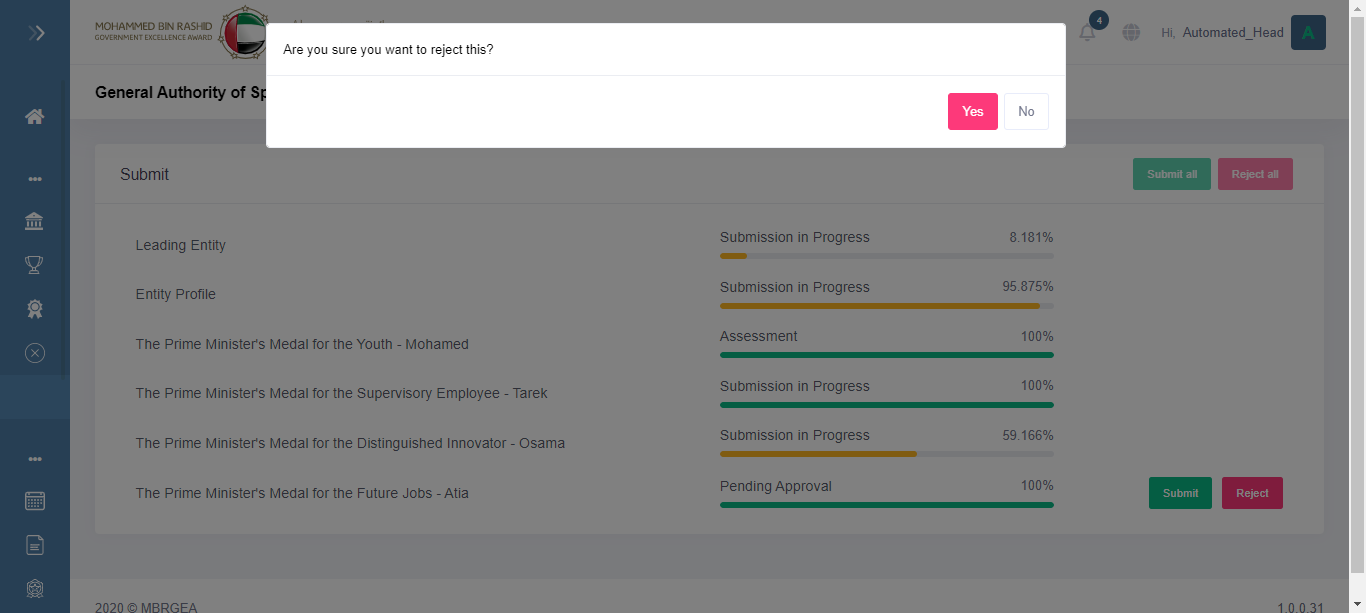 MOHAMMED BIN RASHID
GOVERNMENT EXCELLENCE AWARD
4
Hi, Automated_Head
A
Are you sure you want to reject this?
Yes
No
General Authority of Sp
Submit
Submit all
Reject all
Leading Entity
Submission in Progress
8.181%
Entity Profile
Submission in Progress
95.875%
The Prime Minister's Medal for the Youth - Mohamed
Assessment
100%
The Prime Minister's Medal for the Supervisory Employee - Tarek
Submission in Progress
100%
The Prime Minister's Medal for the Distinguished Innovator - Osama
Submission in Progress
59.166%
The Prime Minister's Medal for the Future Jobs - Atia
Pending Approval
100%
Submit
Reject
2020 © MBRGEA
1.0.0.31